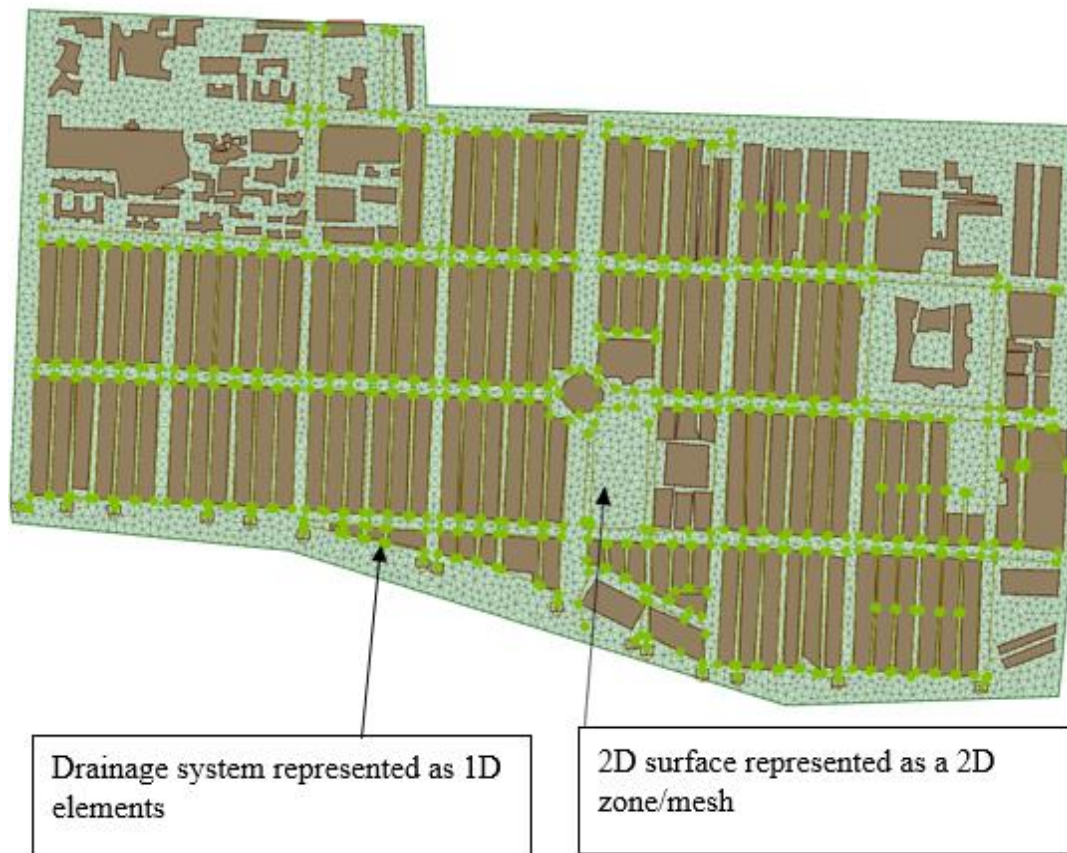 Drainage system represented as 1D
elements
2D surface represented as a 2D
zone/mesh